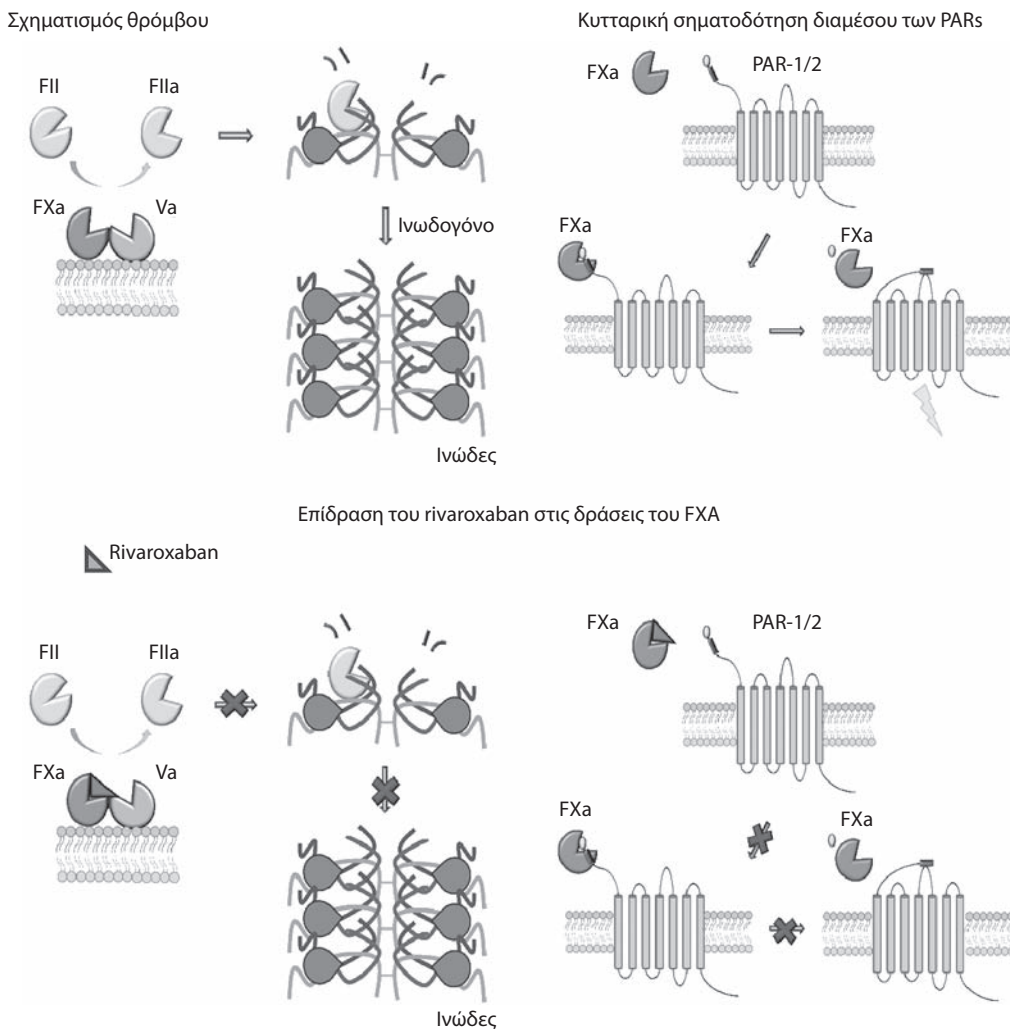 Σχηματισμός θρόμβου
Κυτταρική σηματοδότηση διαμέσου των PARs
FII
FIIa
FXa
Va
Ινωδογόνο
Ινώδες
FXa
PAR-1/2
FXa
FXa
Επίδραση του rivaroxaban στις δράσεις του FXA
Rivaroxaban
FII
FIIa
FXa
Va
Ινώδες
FXa
PAR-1/2
FXa
FXa